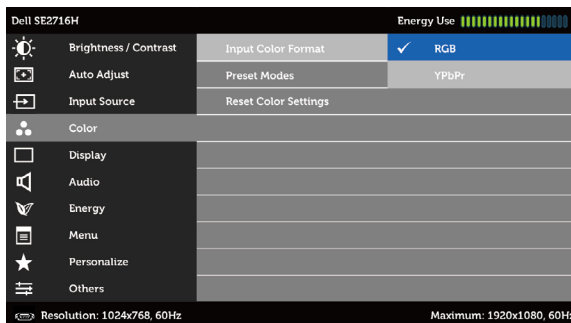 Dell SE2716H
Energy Use
Brightness / Contrast
Auto Adjust
Input Source
Color
Display
Audio
Energy
Menu
Personalize
Others
Input Color Format
Preset Modes
Reset Color Settings
RGB
YPbPr
Resolution: 1024x768, 60Hz
Maximum: 1920x1080, 60Hz